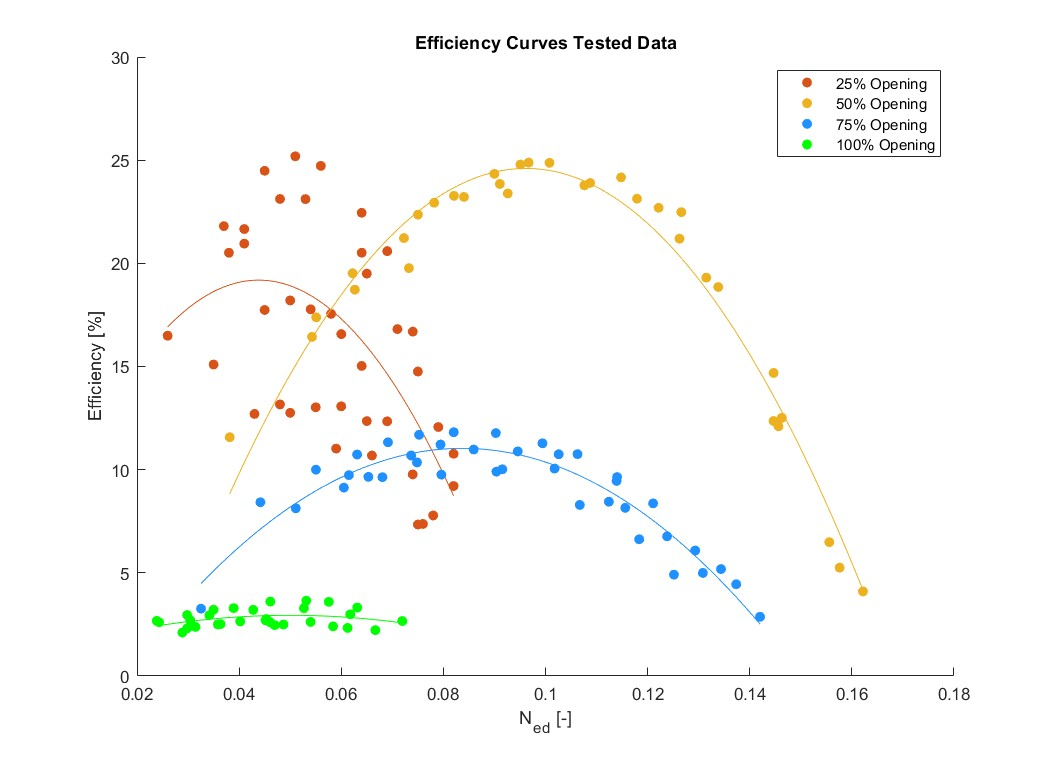 Efficiency Curves Tested Data
25% Opening
50% Opening
75% Opening
100% Opening
Efficiency [%]
30
25
20
15
10
5
0
0.02 0.04 0.06 0.08 0.1 0.12 0.14 0.16 0.18
N_ed [-]